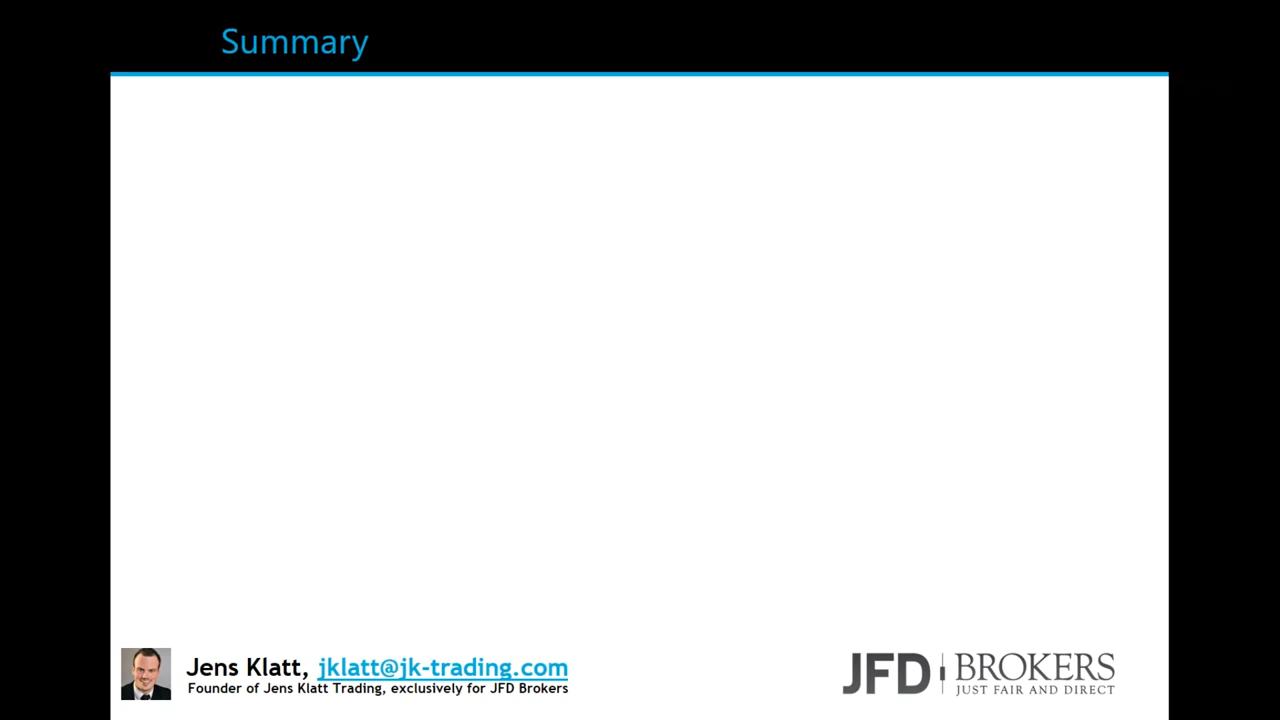 Summary
Jens Klatt, jklatt@jk-trading.com
Founder of Jens Klatt Trading, exclusively for JFD Brokers
JFD BROKERS
JUST FAIR AND DIRECT